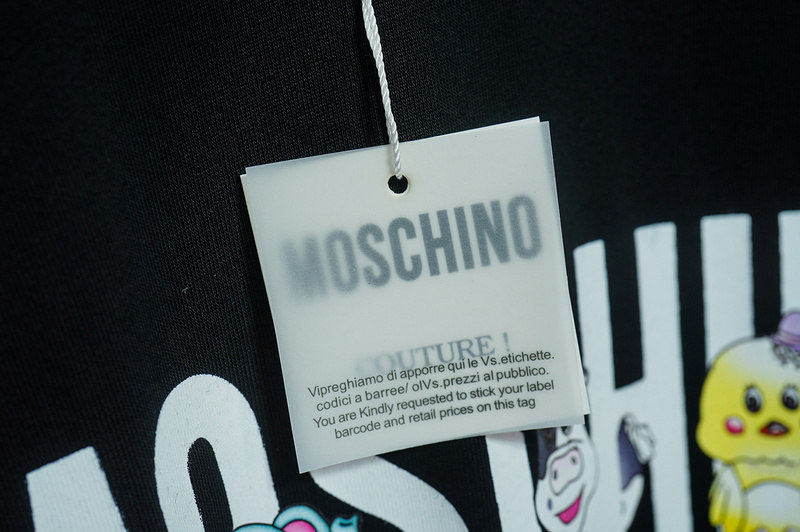 MOSCHINO
COUTURE !
Vipreghiamo di apporre qui le Vs.etichette.
codici a barree/ olVs.prezzi al pubblico.
You are Kindly requested to stick your label
barcode and retail prices on this tag